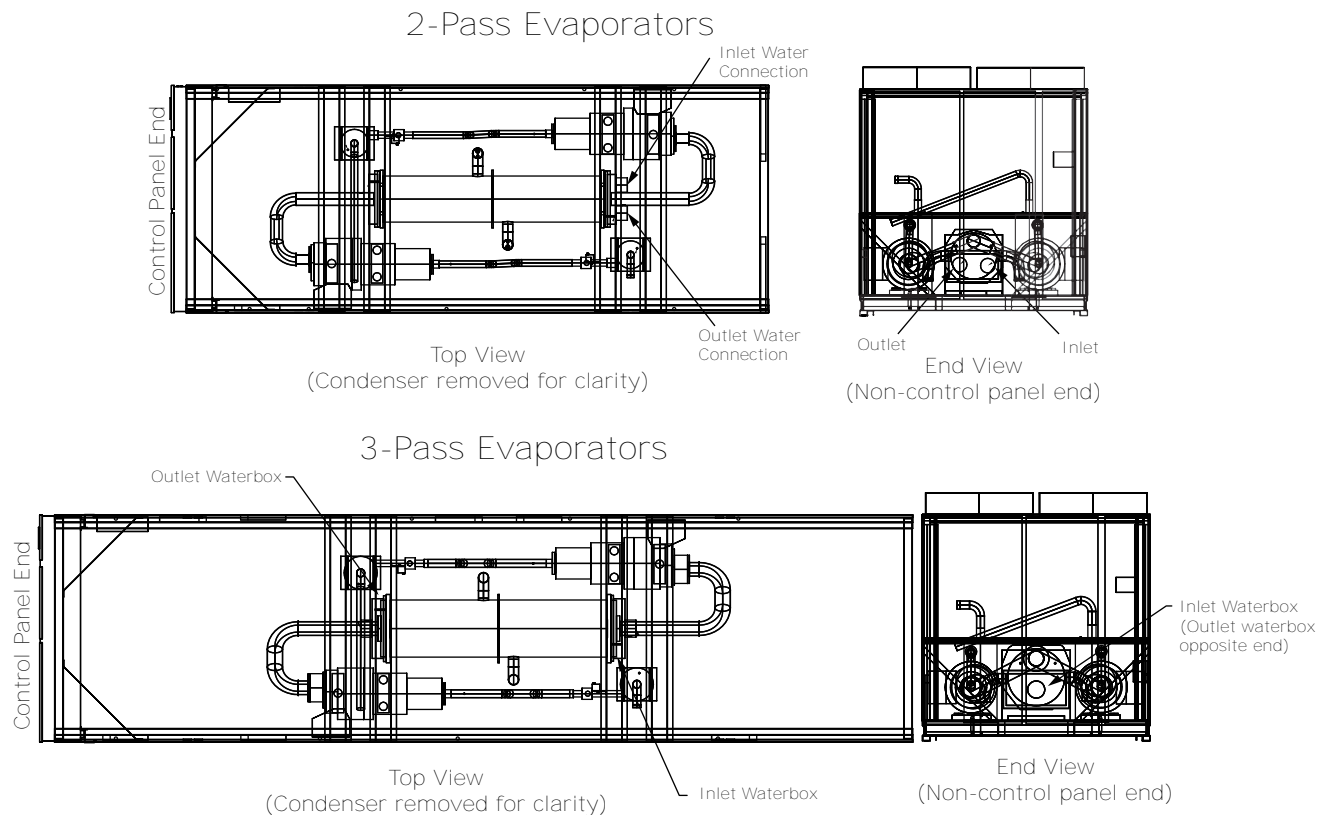 2-Pass Evaporators
Inlet Water
Connection
Control Panel End
Outlet Water
Connection
Top View
(Condenser removed for clarity)
Outlet
Inlet
End View
(Non-control panel end)
3-Pass Evaporators
Outlet Waterbox
Control Panel End
Inlet Waterbox
(Outlet waterbox
opposite end)
Top View
(Condenser removed for clarity)
Inlet Waterbox
End View
(Non-control panel end)